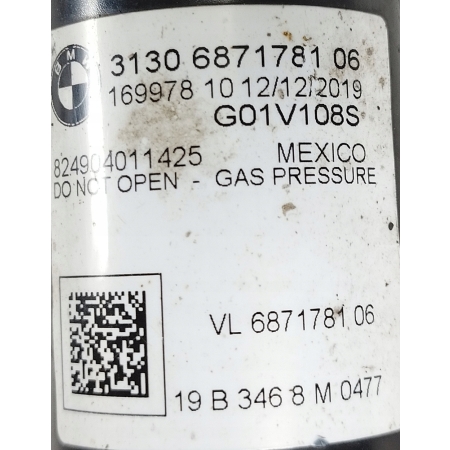 BMW
3130 6871781 06
169978 10 12/12/2019
G01V108S
824904011425 MEXICO
DO NOT OPEN - GAS PRESSURE
VL 6871781 06
19 B 346 8 M 0477